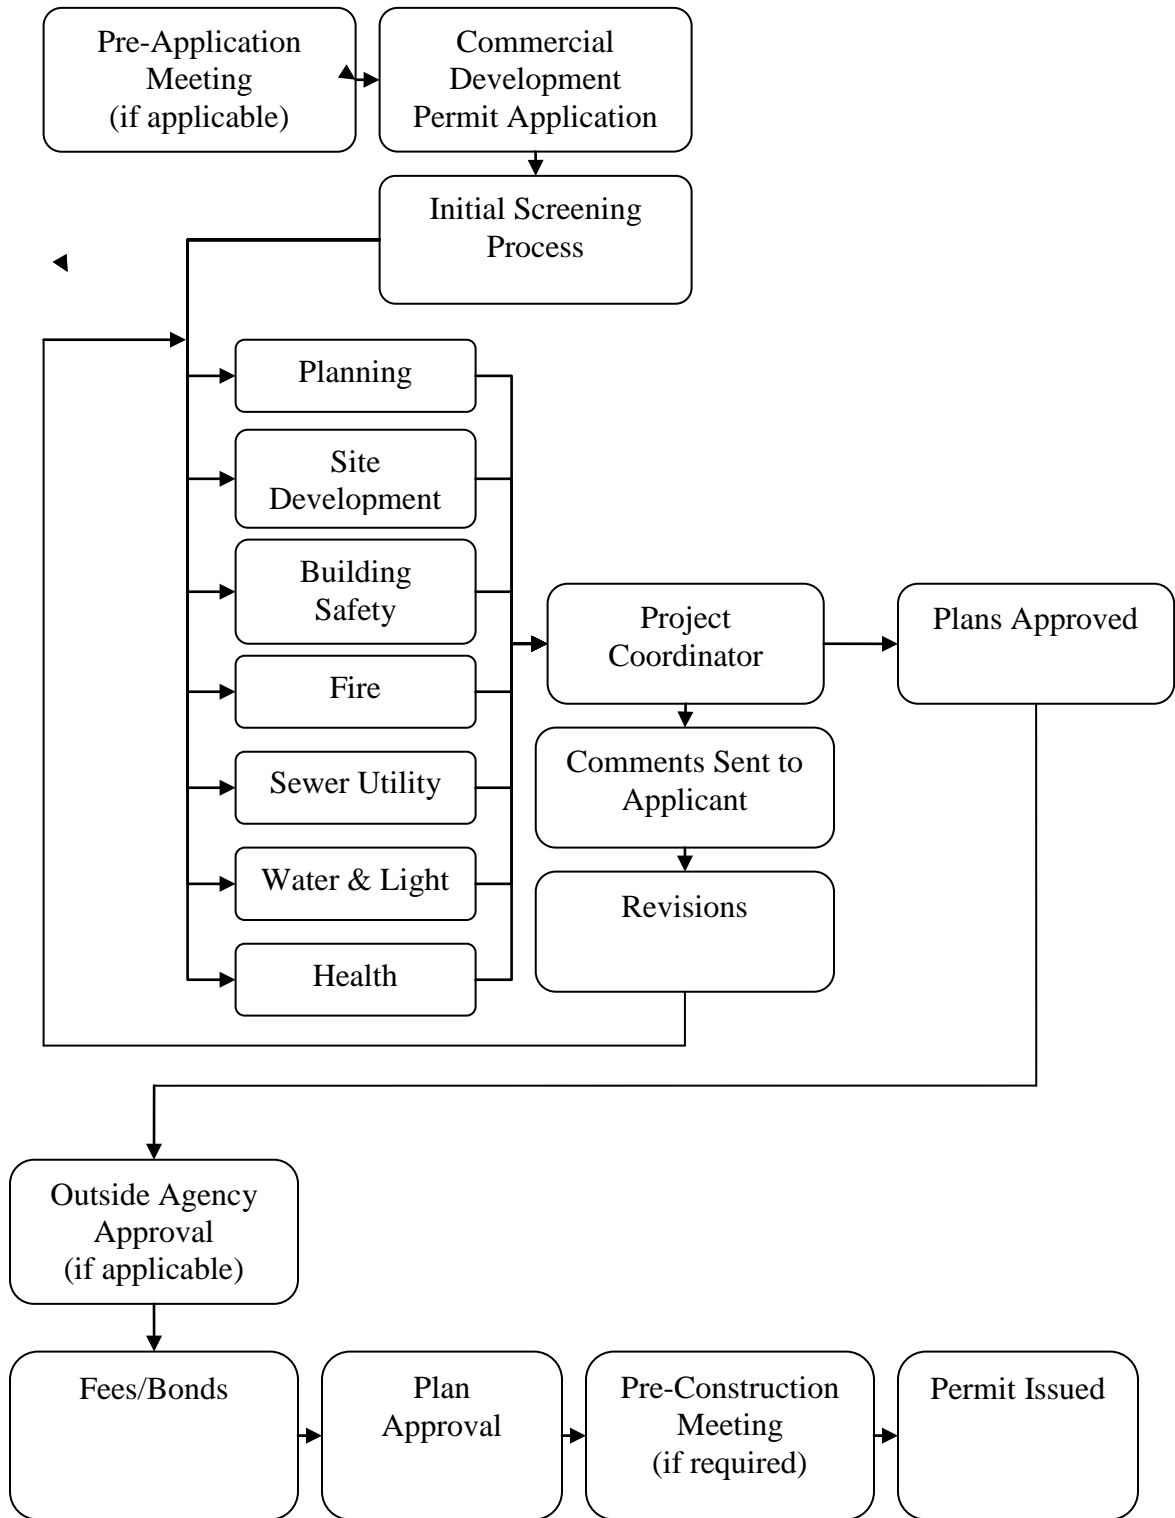 Pre-Application
Meeting
(if applicable)
Commercial
Development
Permit Application
Initial Screening
Process
Planning
Site
Development
Building
Safety
Fire
Sewer Utility
Water & Light
Health
Project
Coordinator
Plans Approved
Comments Sent to
Applicant
Revisions
Outside Agency
Approval
(if applicable)
Fees/Bonds
Plan
Approval
Pre-Construction
Meeting
(if required)
Permit Issued